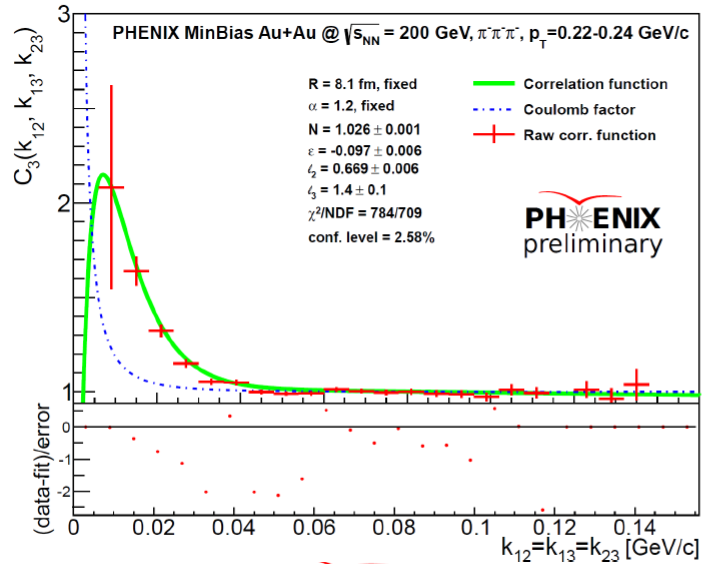 PHENIX MinBias Au+Au @ √sNN = 200 GeV, π-π-π-, pT=0.22-0.24 GeV/c
C3(k12, k13, k23)
3
2
1
R = 8.1 fm, fixed
α = 1.2, fixed
N = 1.026 ± 0.001
ε = -0.097 ± 0.006
ℓ2 = 0.669 ± 0.006
ℓ3 = 1.4 ± 0.1
χ²/NDF = 784/709
conf. level = 2.58%
Correlation function
Coulomb factor
Raw corr. function
PHENIX
preliminary
(data-fit)/error
0
-1
-2
0 0.02 0.04 0.06 0.08 0.1 0.12 0.14
k12=k13=k23 [GeV/c]